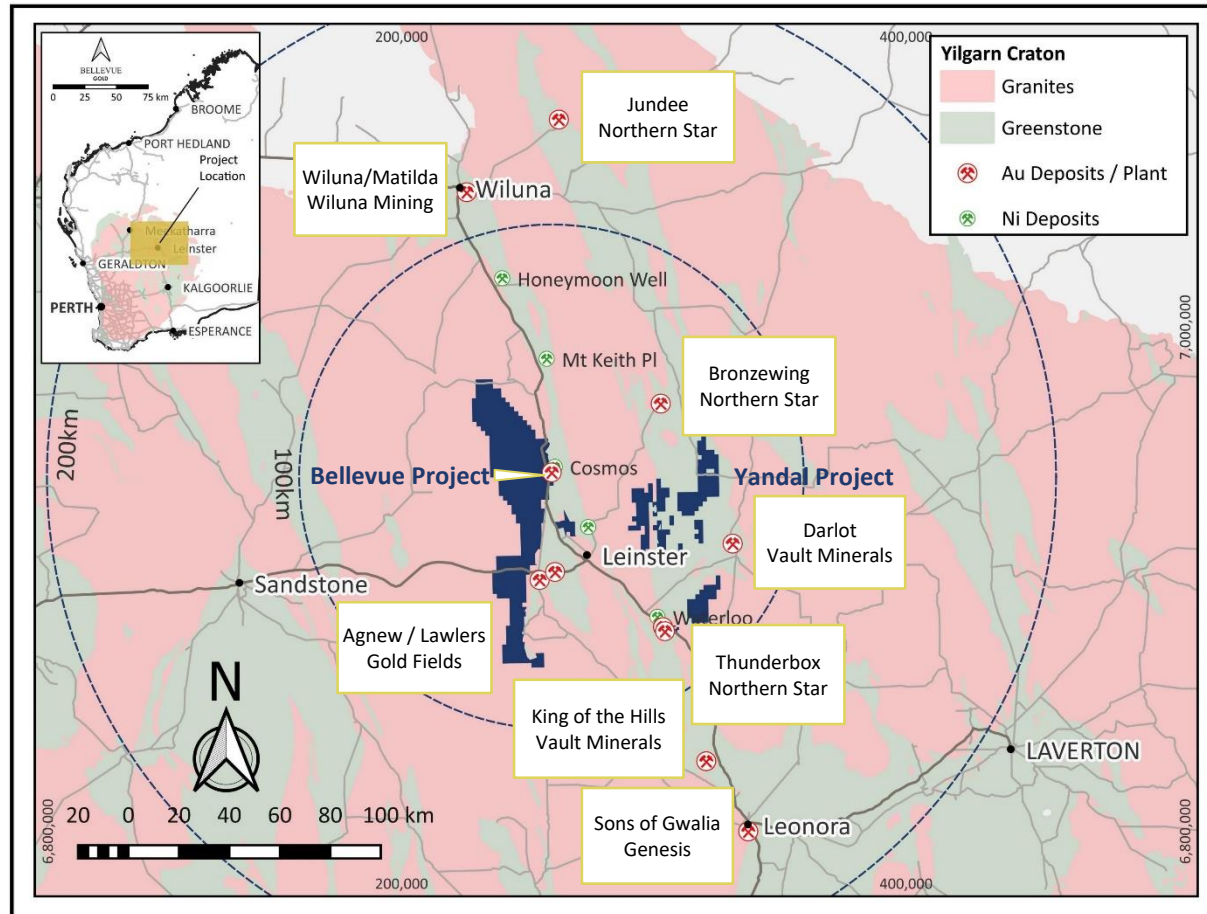 BELLEVUE
GOLD
0 25 50 75 km
BROOME
PORT HEDLAND
Project
Location
Meekatharra
Leinster
GERALDTON
KALGOORLIE
PERTH
ESPERANCE
200,000
400,000
Yilgarn Craton
Granites
Greenstone
Au Deposits / Plant
Ni Deposits
Jundee
Northern Star
Wiluna/Matilda
Wiluna Mining
Wiluna
Honeymoon Well
7,000,000
Mt Keith Pl
Bronzewing
Northern Star
200km
100km
Bellevue Project
Cosmos
Yandal Project
Darlot
Vault Minerals
Leinster
Sandstone
Waterloo
Agnew / Lawlers
Gold Fields
Thunderbox
Northern Star
N
King of the Hills
Vault Minerals
LAVERTON
20 0 20 40 60 80 100 km
6,800,000
Sons of Gwalia
Genesis
Leonora
6,800,000
200,000
400,000